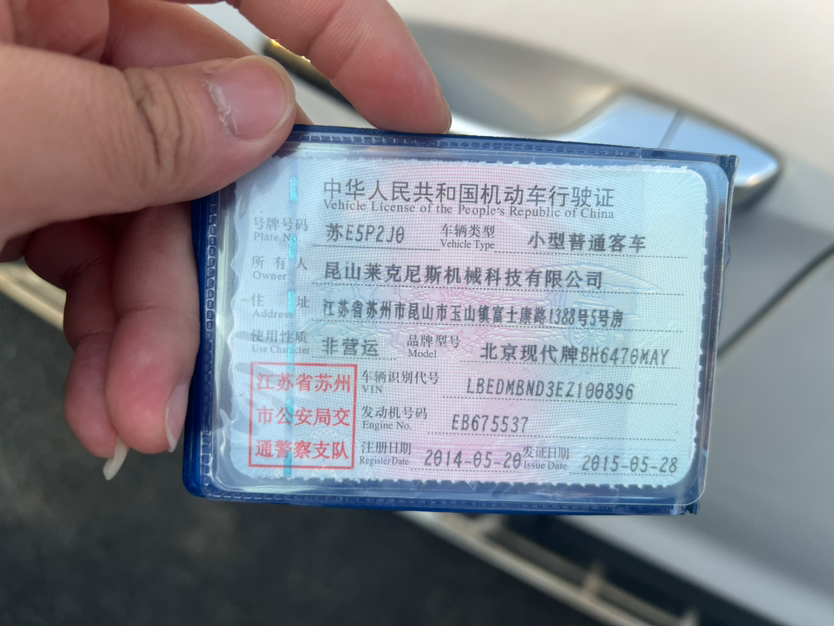 中华人民共和国机动车行驶证
Vehicle License of the People's Republic of China
号牌号码 苏E5P2J0 车辆类型 小型普通客车
Plate No. Vehicle Type
所有人 昆山莱克尼斯机械科技有限公司
Owner
住址 江苏省苏州市昆山市玉山镇富士康路1388号5号房
Address
使用性质 非营运 品牌型号 北京现代牌BH6470MAY
Use Character Model
江苏省苏州 车辆识别代号 LBEDMBND3EZ100896
VIN
市公安局交 发动机号码 EB675537
Engine No.
通警察支队 注册日期 2014-05-20 发证日期 2015-05-28
Register Date Issue Date